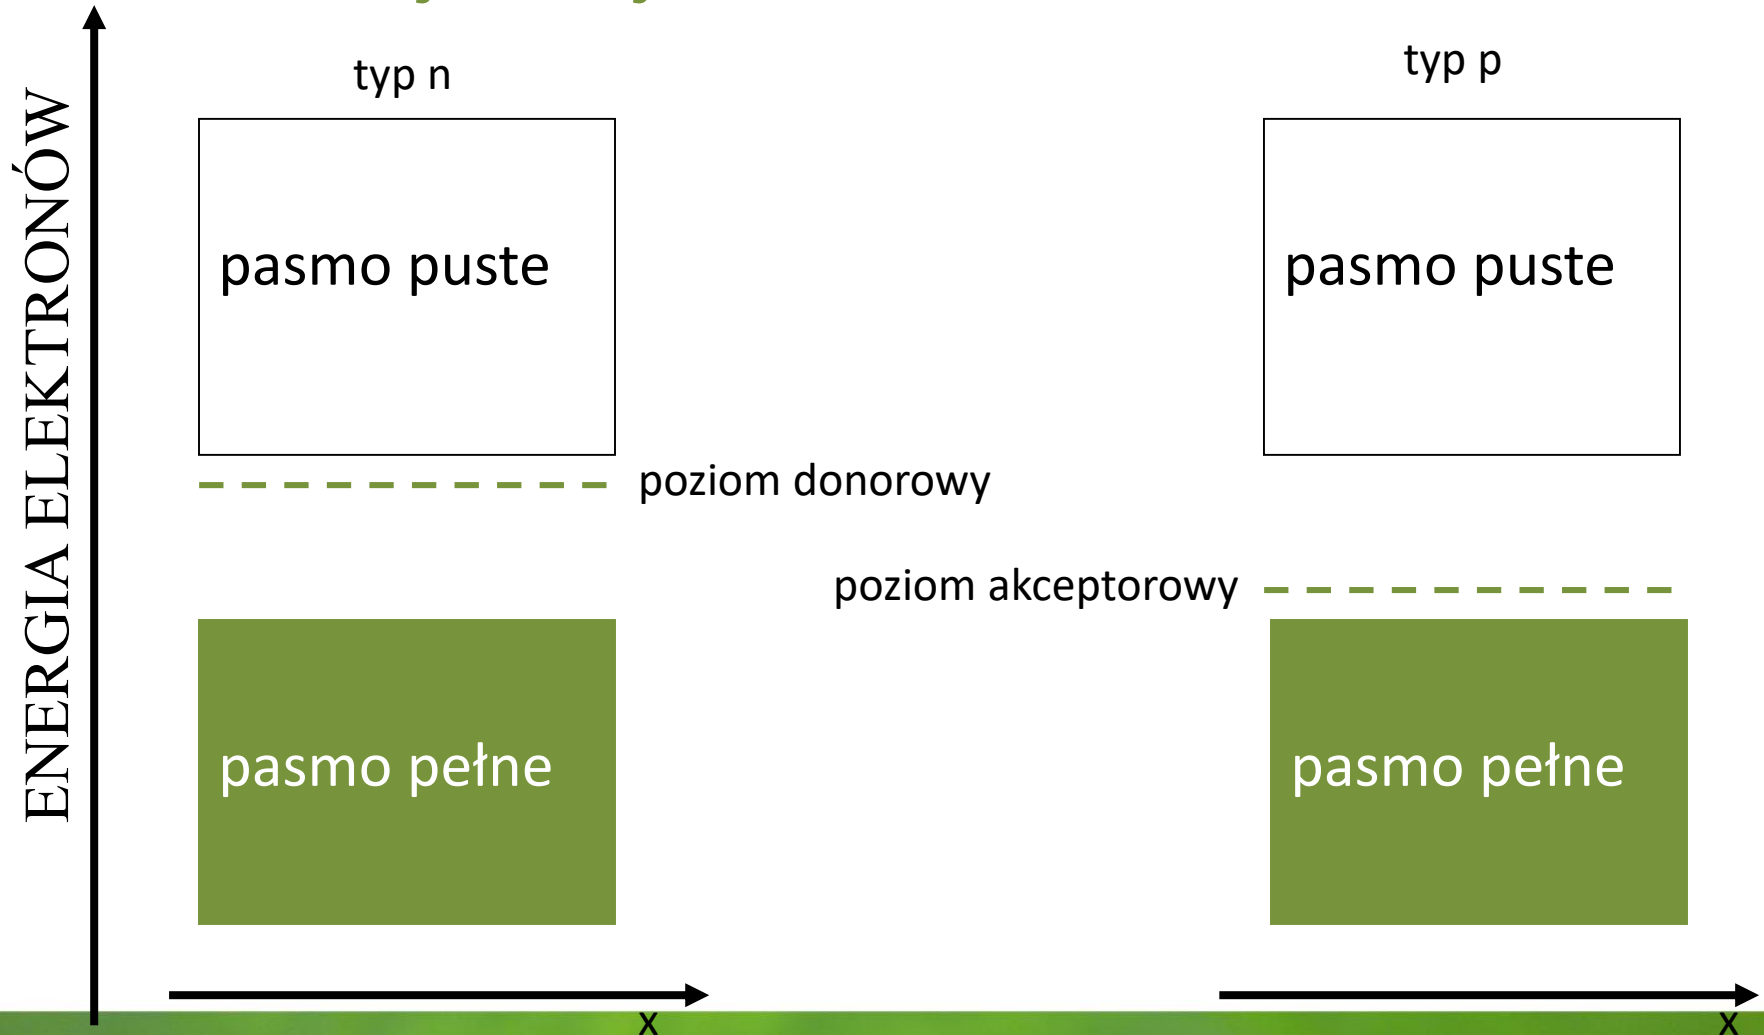 typ n
typ p
ENERGIA ELEKTRONÓW
pasmo puste
pasmo puste
poziom donorowy
poziom akceptorowy
pasmo pełne
pasmo pełne
x
x